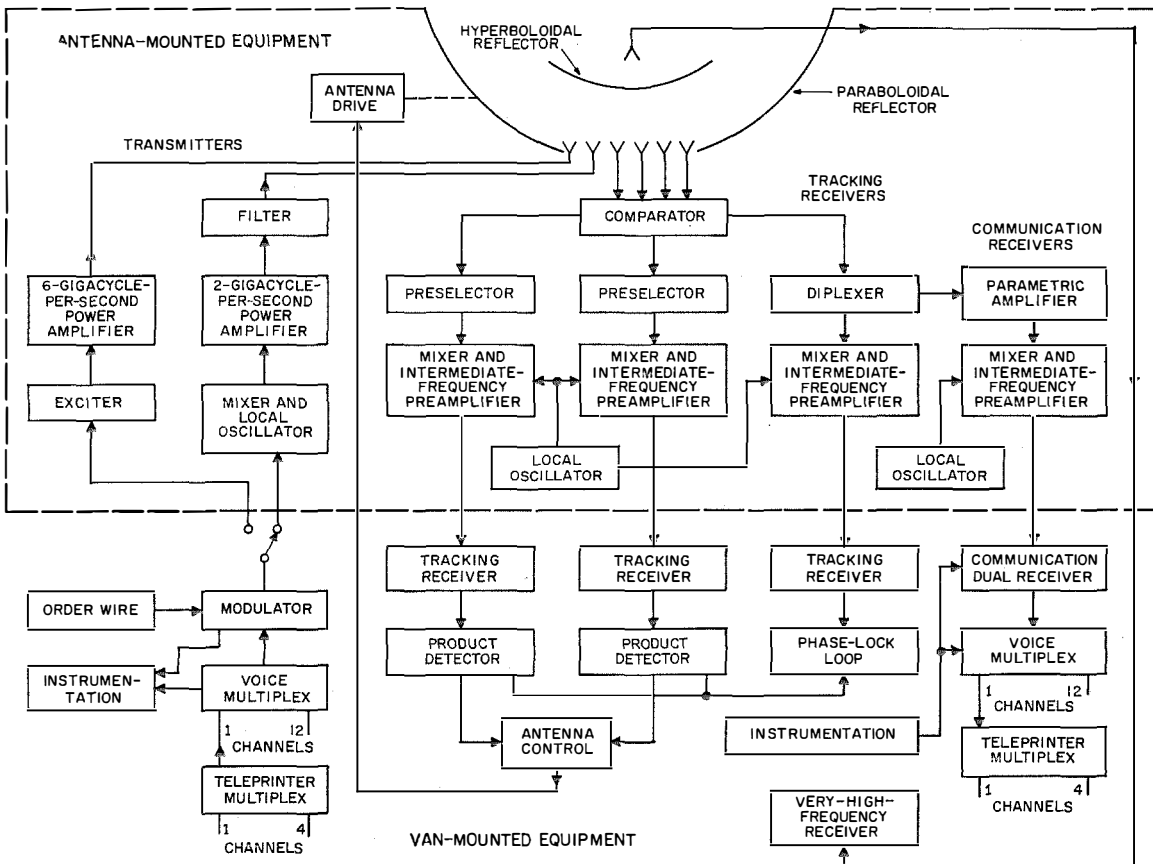 ANTENNA-MOUNTED EQUIPMENT
HYPERBOLOIDAL
REFLECTOR
PARABOLOIDAL
REFLECTOR
ANTENNA
DRIVE
TRANSMITTERS
FILTER
COMPARATOR
TRACKING
RECEIVERS
COMMUNICATION
RECEIVERS
6-GIGACYCLE-
PER-SECOND
POWER
AMPLIFIER
2-GIGACYCLE-
PER-SECOND
POWER
AMPLIFIER
PRESELECTOR
PRESELECTOR
DIPLEXER
PARAMETRIC
AMPLIFIER
EXCITER
MIXER AND
LOCAL
OSCILLATOR
MIXER AND
INTERMEDIATE-
FREQUENCY
PREAMPLIFIER
MIXER AND
INTERMEDIATE-
FREQUENCY
PREAMPLIFIER
MIXER AND
INTERMEDIATE-
FREQUENCY
PREAMPLIFIER
MIXER AND
INTERMEDIATE-
FREQUENCY
PREAMPLIFIER
LOCAL
OSCILLATOR
LOCAL
OSCILLATOR
TRACKING
RECEIVER
TRACKING
RECEIVER
TRACKING
RECEIVER
COMMUNICATION
DUAL RECEIVER
ORDER WIRE
MODULATOR
PRODUCT
DETECTOR
PRODUCT
DETECTOR
PHASE-LOCK
LOOP
VOICE
MULTIPLEX
INSTRUMEN-
TATION
VOICE
MULTIPLEX
1 12
CHANNELS
1 12
CHANNELS
ANTENNA
CONTROL
INSTRUMENTATION
TELEPRINTER
MULTIPLEX
TELEPRINTER
MULTIPLEX
1 4
CHANNELS
1 4
CHANNELS
VAN-MOUNTED EQUIPMENT
VERY-HIGH-
FREQUENCY
RECEIVER